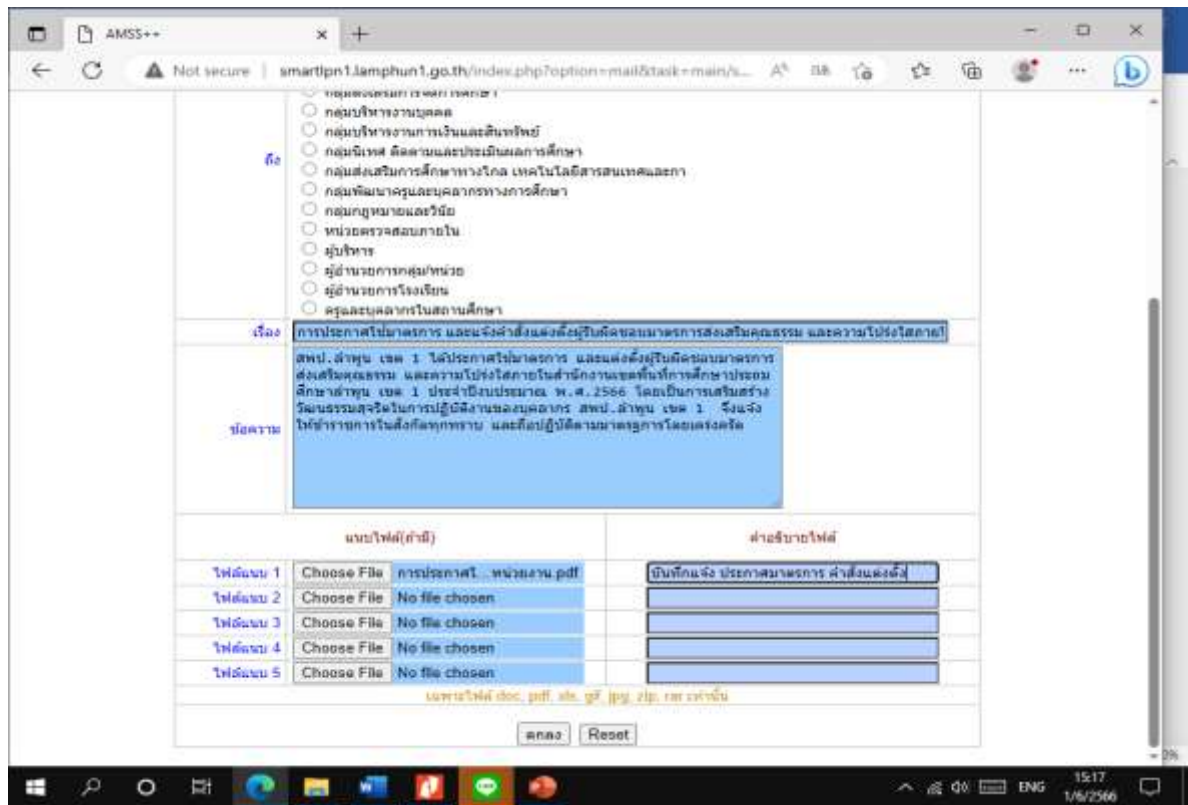 AMSS++
Not secure smartlpn1.lamphun1.go.th/index.php?option=mail&task=main/s...
กลุ่มส่งเสริมการจัดการศึกษา
กลุ่มบริหารงานบุคคล
กลุ่มบริหารงานการเงินและสินทรัพย์
กลุ่มนิเทศ ติดตามและประเมินผลการศึกษา
ถึง
กลุ่มส่งเสริมการศึกษาทางไกล เทคโนโลยีสารสนเทศและกา
กลุ่มพัฒนาครูและบุคลากรทางการศึกษา
กลุ่มกฎหมายและวินัย
หน่วยตรวจสอบภายใน
ผู้บริหาร
ผู้อำนวยการกลุ่ม/หน่วย
ผู้อำนวยการโรงเรียน
ครูและบุคลากรในสถานศึกษา
เรื่อง การประกาศใช้มาตรการ และแจ้งคำสั่งแต่งตั้งผู้รับผิดชอบมาตรการส่งเสริมคุณธรรม และความโปร่งใสภายใ
สพป.ลำพูน เขต 1 ได้ประกาศใช้มาตรการ และแต่งตั้งผู้รับผิดชอบมาตรการ
ส่งเสริมคุณธรรม และความโปร่งใสภายในสำนักงานเขตพื้นที่การศึกษาประถม
ศึกษาลำพูน เขต 1 ประจำปีงบประมาณ พ.ศ.2566 โดยเป็นการเสริมสร้าง
วัฒนธรรมสุจริตในการปฏิบัติงานของบุคลากร สพป.ลำพูน เขต 1 จึงแจ้ง
ข้อความ
ให้ข้าราชการในสังกัดทุกทราบ และถือปฏิบัติตามมาตรฐการโดยเคร่งครัด
แนบไฟล์(ถ้ามี) คำอธิบายไฟล์
ไฟล์แนบ 1 Choose File การประกาศใ...หน่วยงาน.pdf บันทึกแจ้ง ประกาศมาตรการ คำสั่งแต่งตั้ง
ไฟล์แนบ 2 Choose File No file chosen
ไฟล์แนบ 3 Choose File No file chosen
ไฟล์แนบ 4 Choose File No file chosen
ไฟล์แนบ 5 Choose File No file chosen
เฉพาะไฟล์ doc, pdf, xls, gif, jpg, zip, rar เท่านั้น
ตกลง Reset
ENG
15:17
1/6/2566